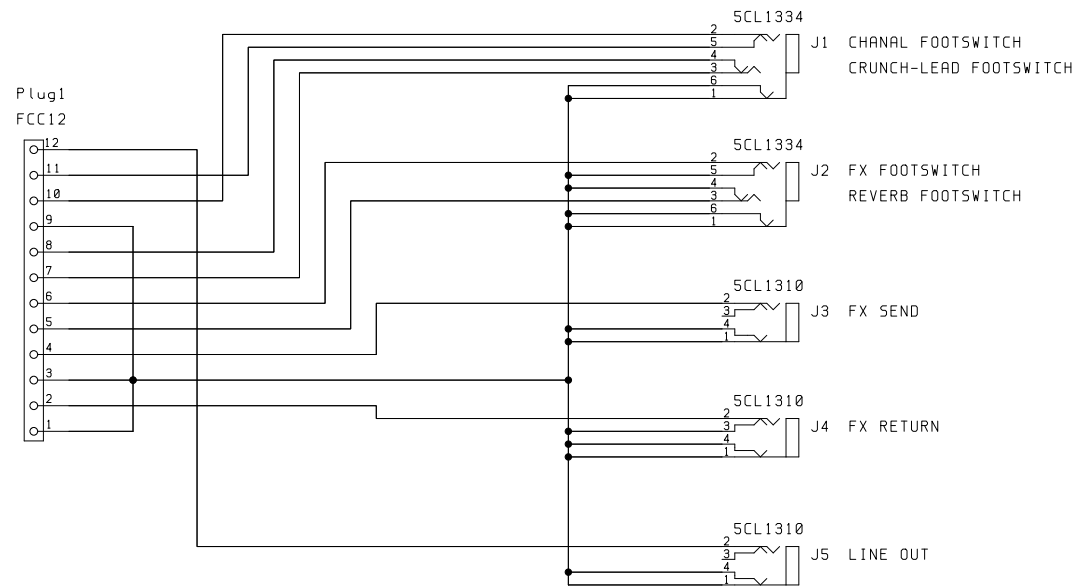 5CL1334
2
5
4
3
6
1
J1 CHANAL FOOTSWITCH
CRUNCH-LEAD FOOTSWITCH
Plug1
FCC12
12
11
10
9
8
7
6
5
4
3
2
1
5CL1334
2
5
4
3
6
1
J2 FX FOOTSWITCH
REVERB FOOTSWITCH
5CL1310
2
3
4
1
J3 FX SEND
5CL1310
2
3
4
1
J4 FX RETURN
5CL1310
2
3
4
1
J5 LINE OUT